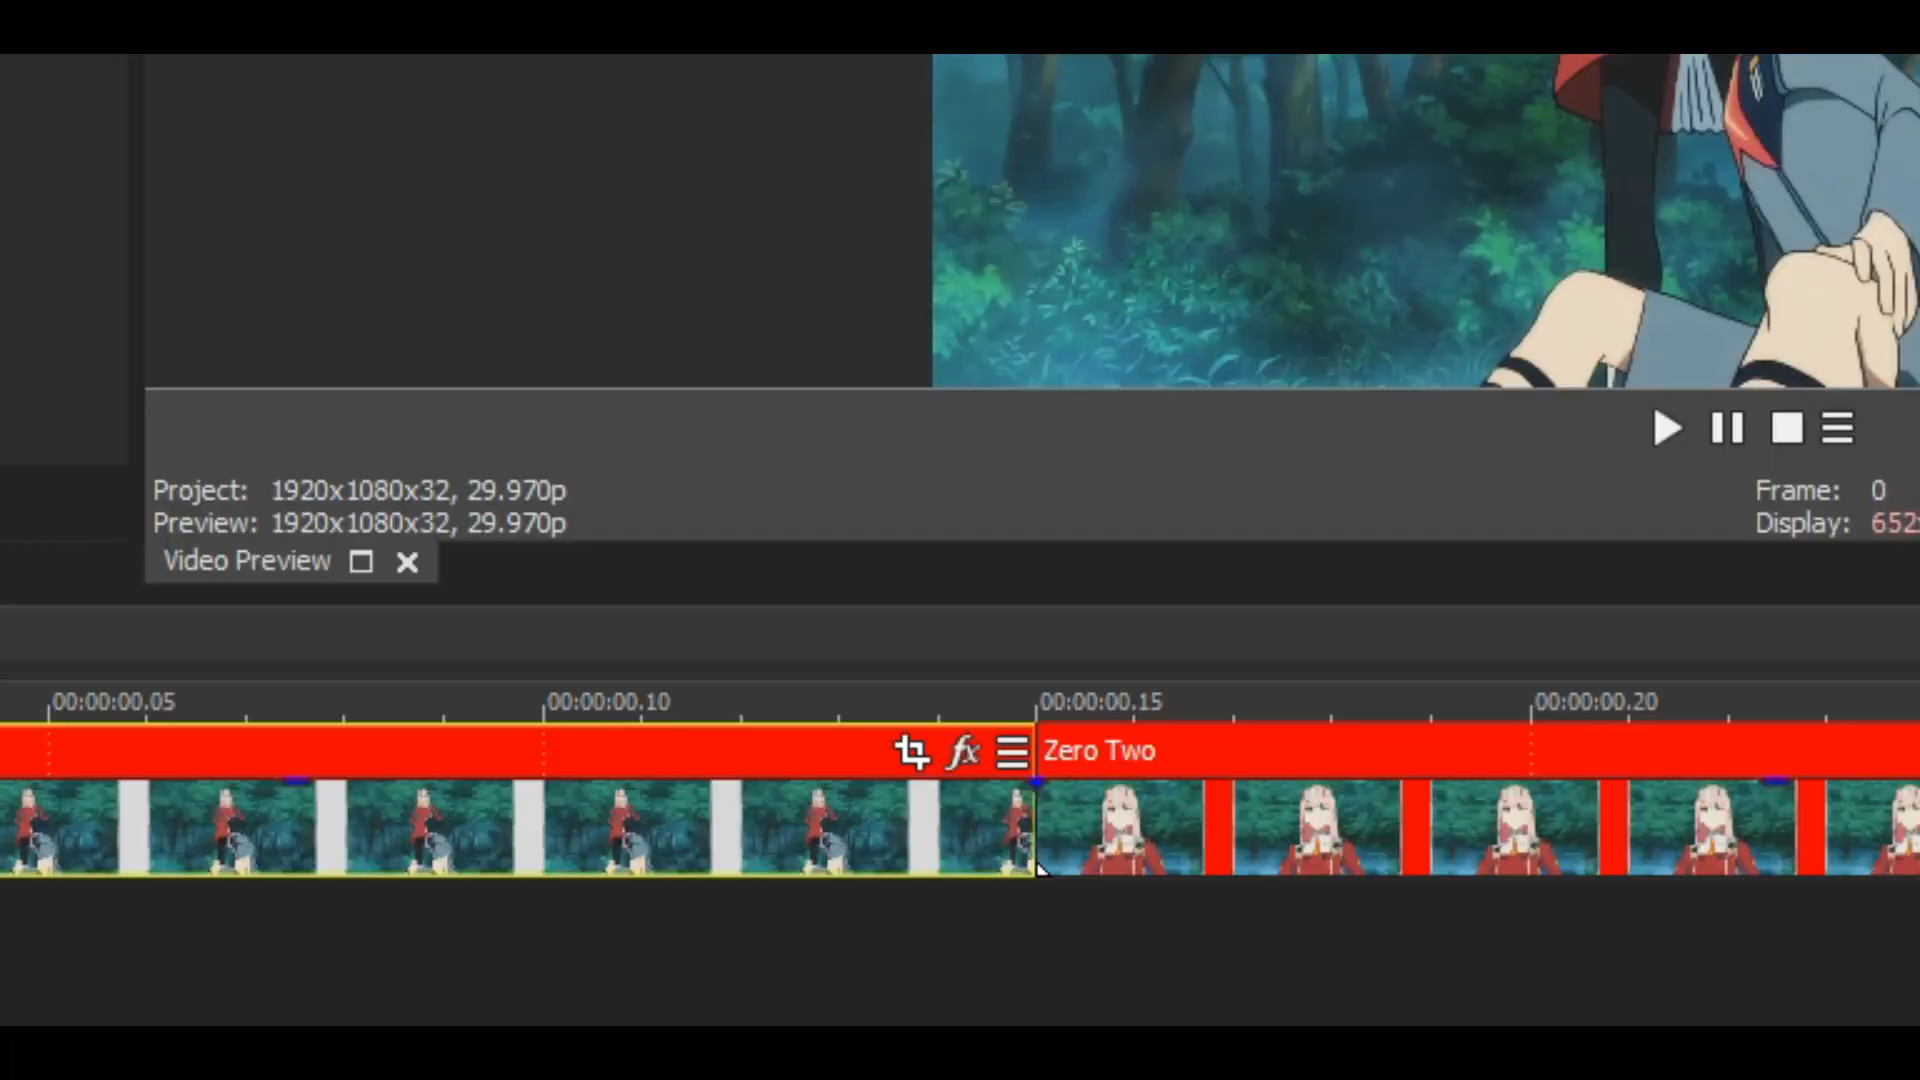 Project: 1920x1080x32, 29.970p
Frame: 0
Preview: 1920x1080x32, 29.970p
Display: 652
Video Preview
00:00:00.05
00:00:00.10
00:00:00.15
00:00:00.20
fx
Zero Two